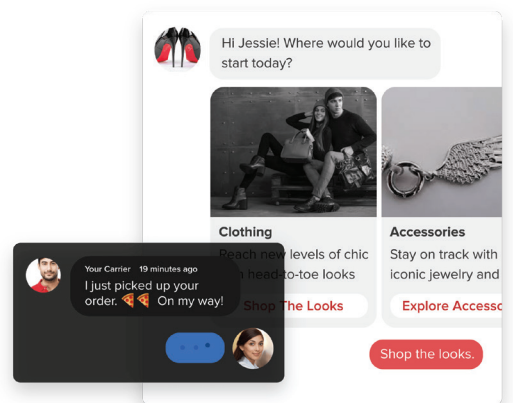 Hi Jessie! Where would you like to
start today?
Clothing
Reach new levels of chic
head-to-toe looks
Shop The Looks
Accessories
Stay on track with
iconic jewelry and
Explore Accesso
Your Carrier 19 minutes ago
I just picked up your
order. 🍕🍕 On my way!
Shop the looks.